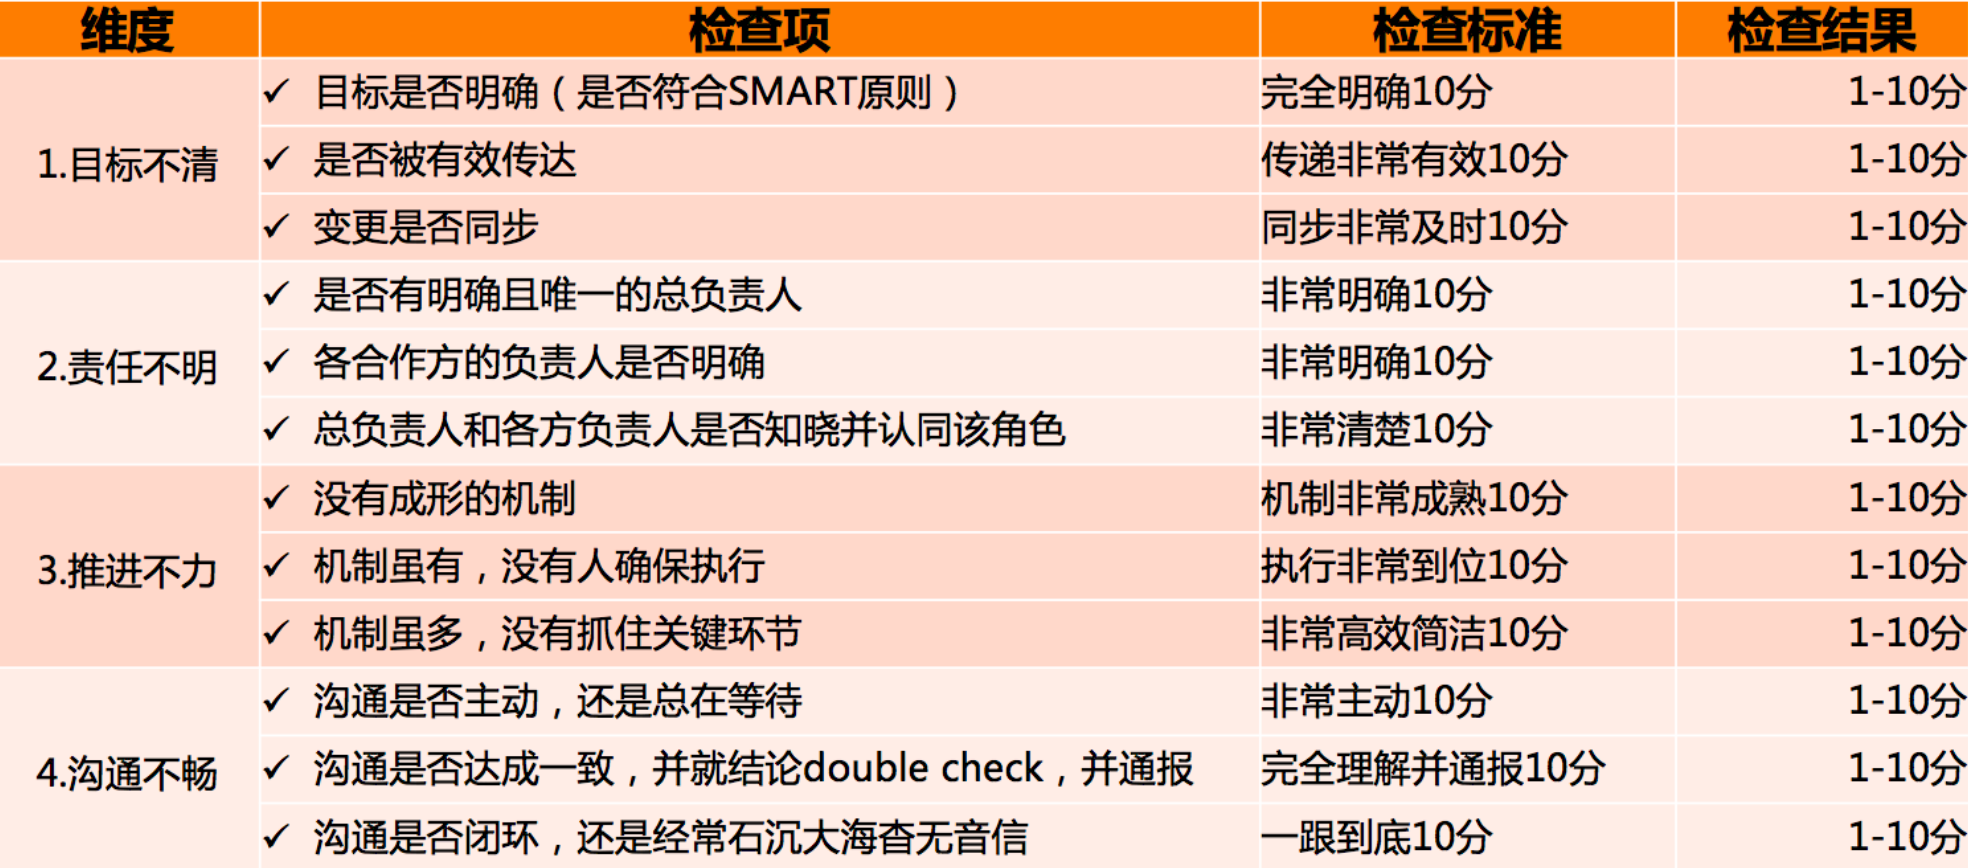 维度 检查项 检查标准 检查结果
✓ 目标是否明确（是否符合SMART原则） 完全明确10分 1-10分
1.目标不清 ✓ 是否被有效传达 传递非常有效10分 1-10分
✓ 变更是否同步 同步非常及时10分 1-10分
✓ 是否有明确且唯一的总负责人 非常明确10分 1-10分
2.责任不明 ✓ 各合作方的负责人是否明确 非常明确10分 1-10分
✓ 总负责人和各方负责人是否知晓并认同该角色 非常清楚10分 1-10分
✓ 没有成形的机制 机制非常成熟10分 1-10分
3.推进不力 ✓ 机制虽有，没有人确保执行 执行非常到位10分 1-10分
✓ 机制虽多，没有抓住关键环节 非常高效简洁10分 1-10分
✓ 沟通是否主动，还是总在等待 非常主动10分 1-10分
4.沟通不畅 ✓ 沟通是否达成一致，并就结论double check，并通报 完全理解并通报10分 1-10分
✓ 沟通是否闭环，还是经常石沉大海杳无音信 一跟到底10分 1-10分